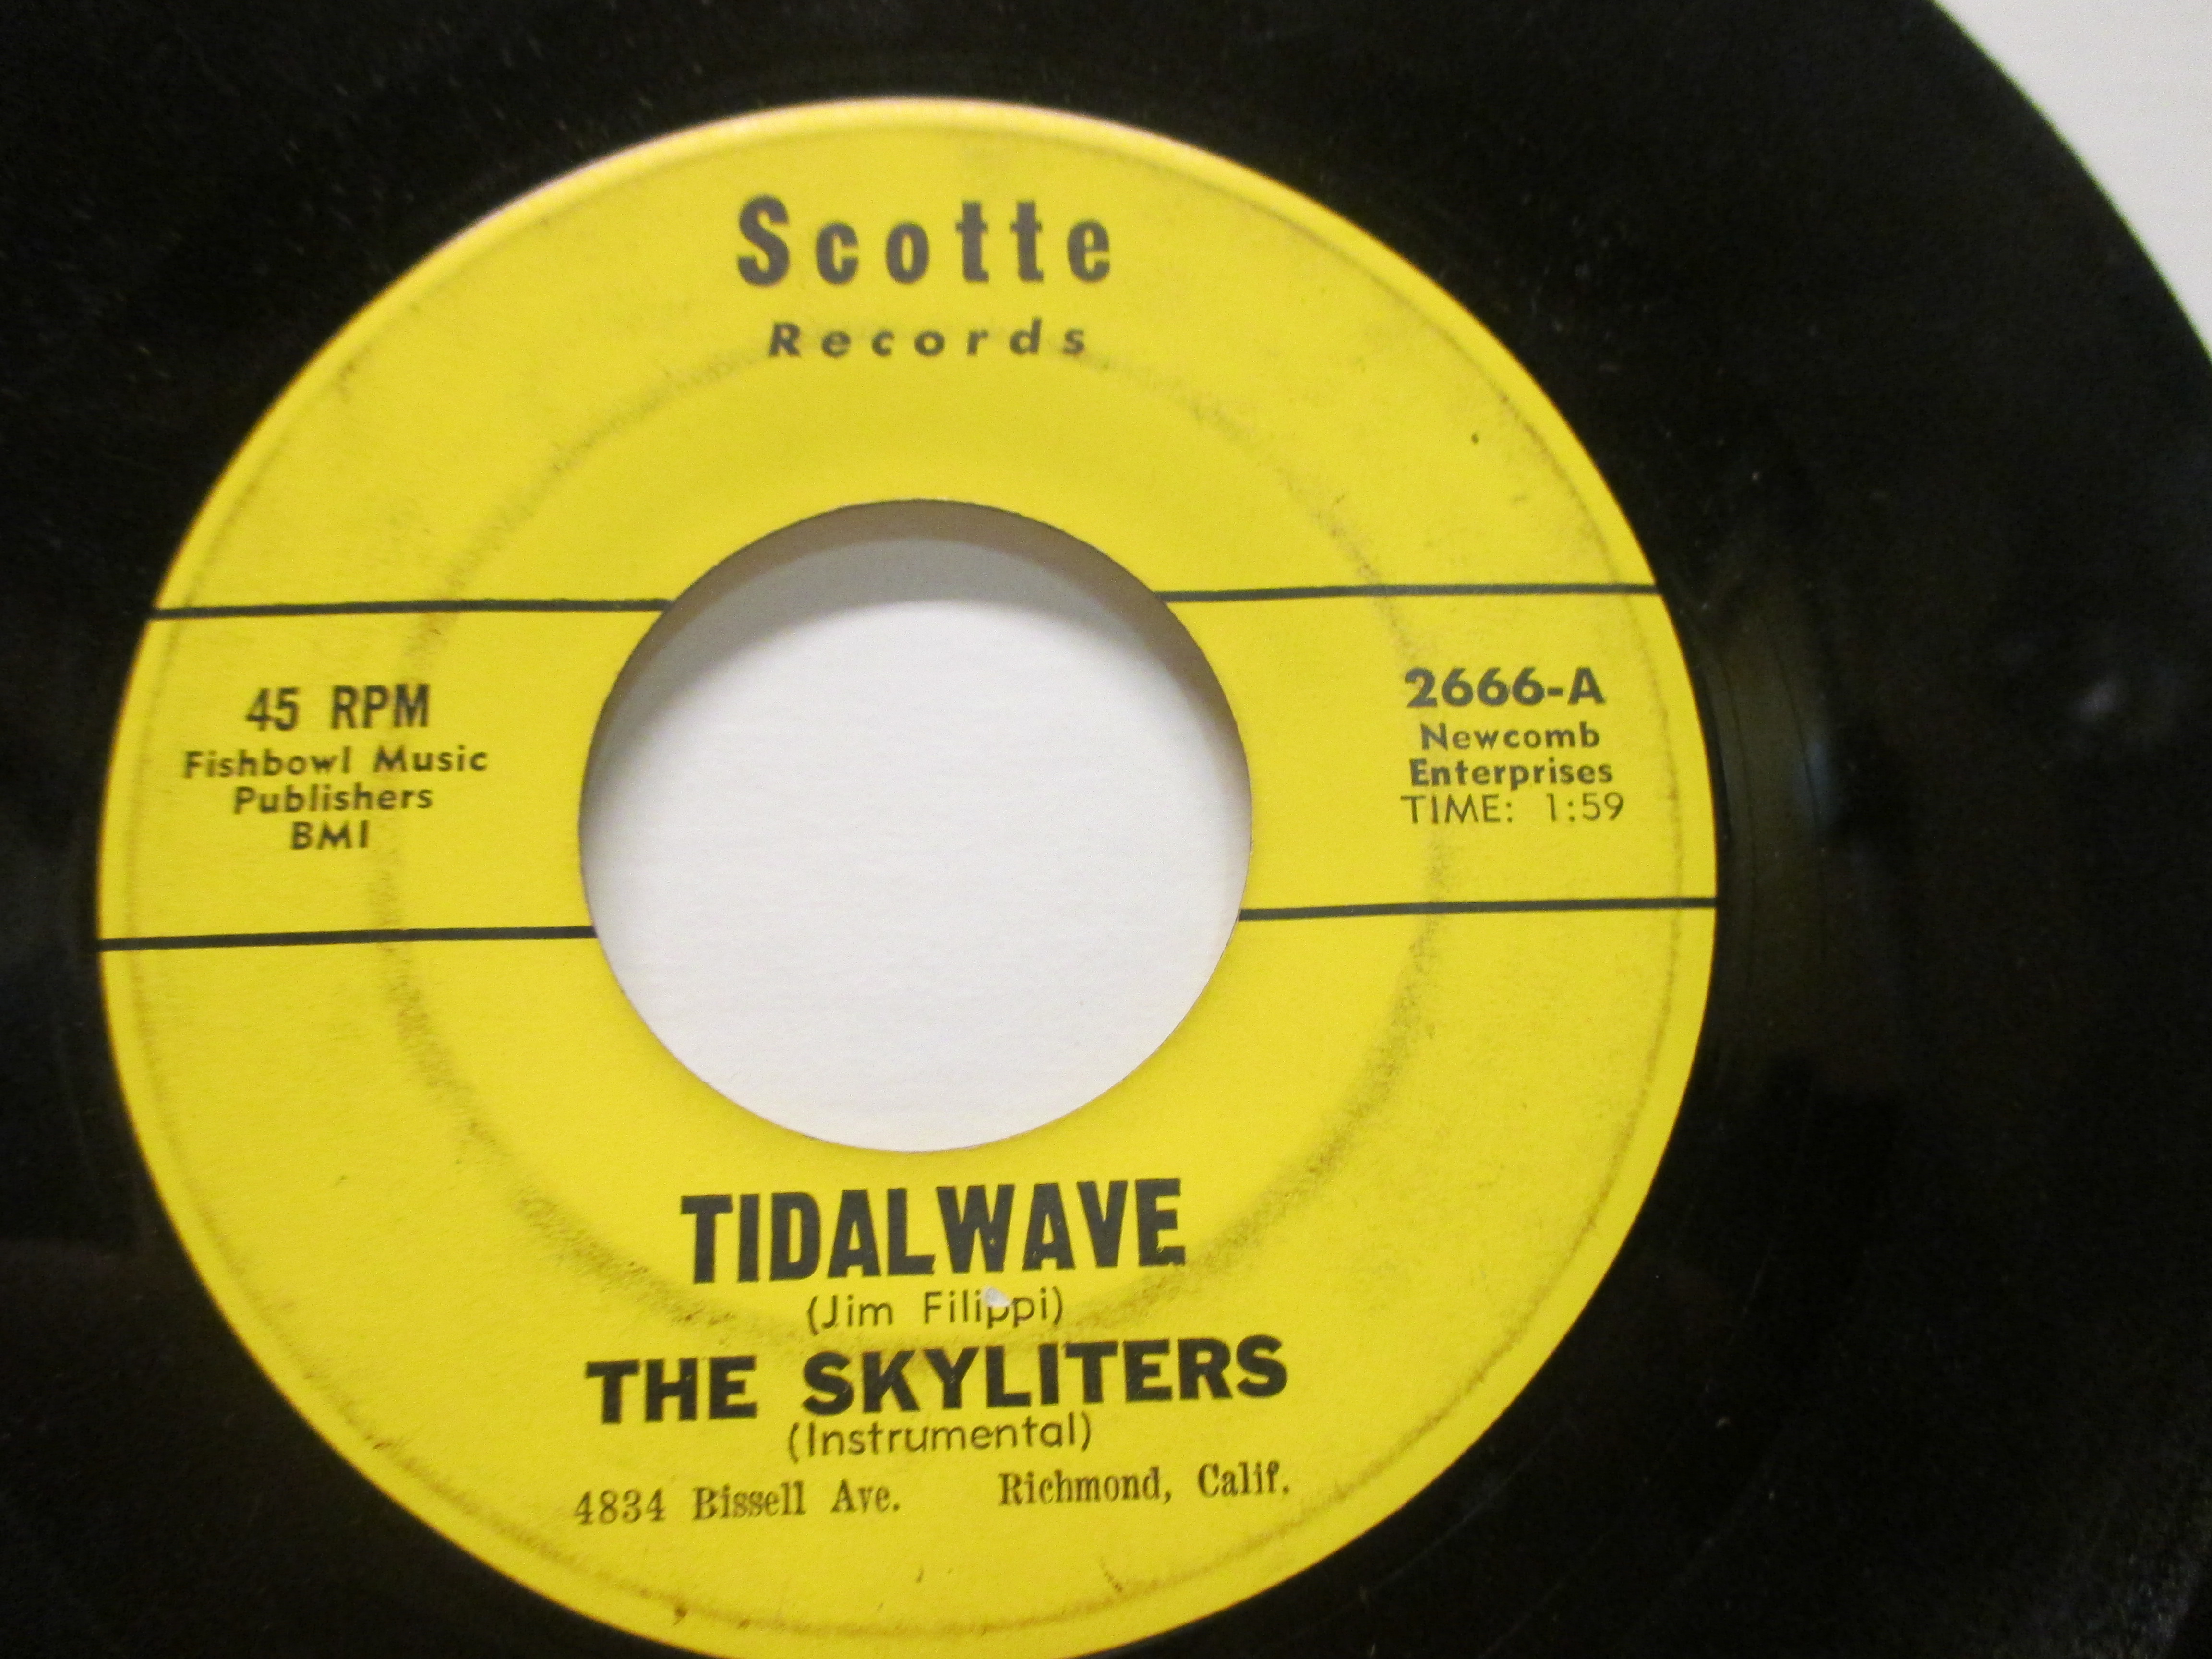 Scotte
Records
45 RPM
Fishbowl Music
Publishers
BMI
2666-A
Newcomb
Enterprises
TIME: 1:59
TIDALWAVE
(Jim Filippi)
THE SKYLITERS
(Instrumental)
4834 Bissell Ave. Richmond, Calif.